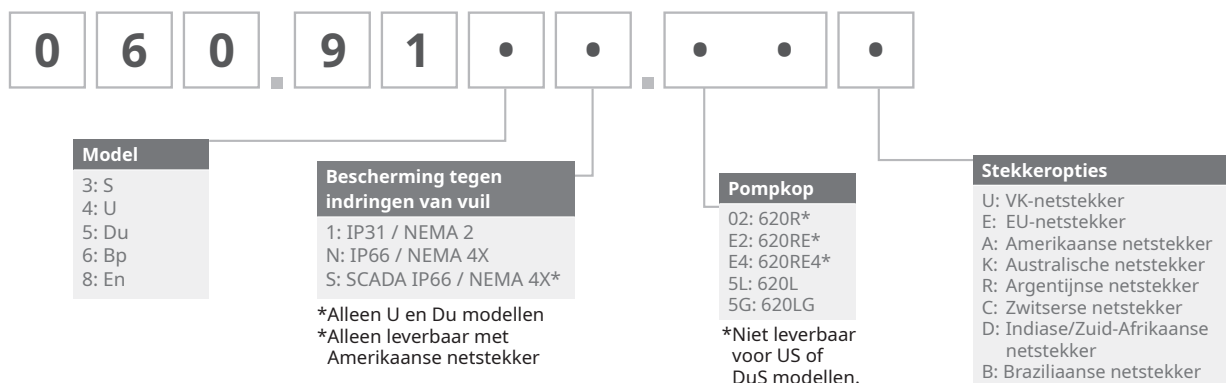 0 6 0 . 9 1 • • . • • •
Model
3: S
4: U
5: Du
6: Bp
8: En
Bescherming tegen
indringen van vuil
1: IP31 / NEMA 2
N: IP66 / NEMA 4X
S: SCADA IP66 / NEMA 4X*
*Alleen U en Du modellen
*Alleen leverbaar met
Amerikaanse netstekker
Pompkop
02: 620R*
E2: 620RE*
E4: 620RE4*
5L: 620L
5G: 620LG
*Niet leverbaar
voor US of
DuS modellen.
Stekkeropties
U: VK-netstekker
E: EU-netstekker
A: Amerikaanse netstekker
K: Australische netstekker
R: Argentijnse netstekker
C: Zwitserse netstekker
D: Indiase/Zuid-Afrikaanse
netstekker
B: Braziliaanse netstekker